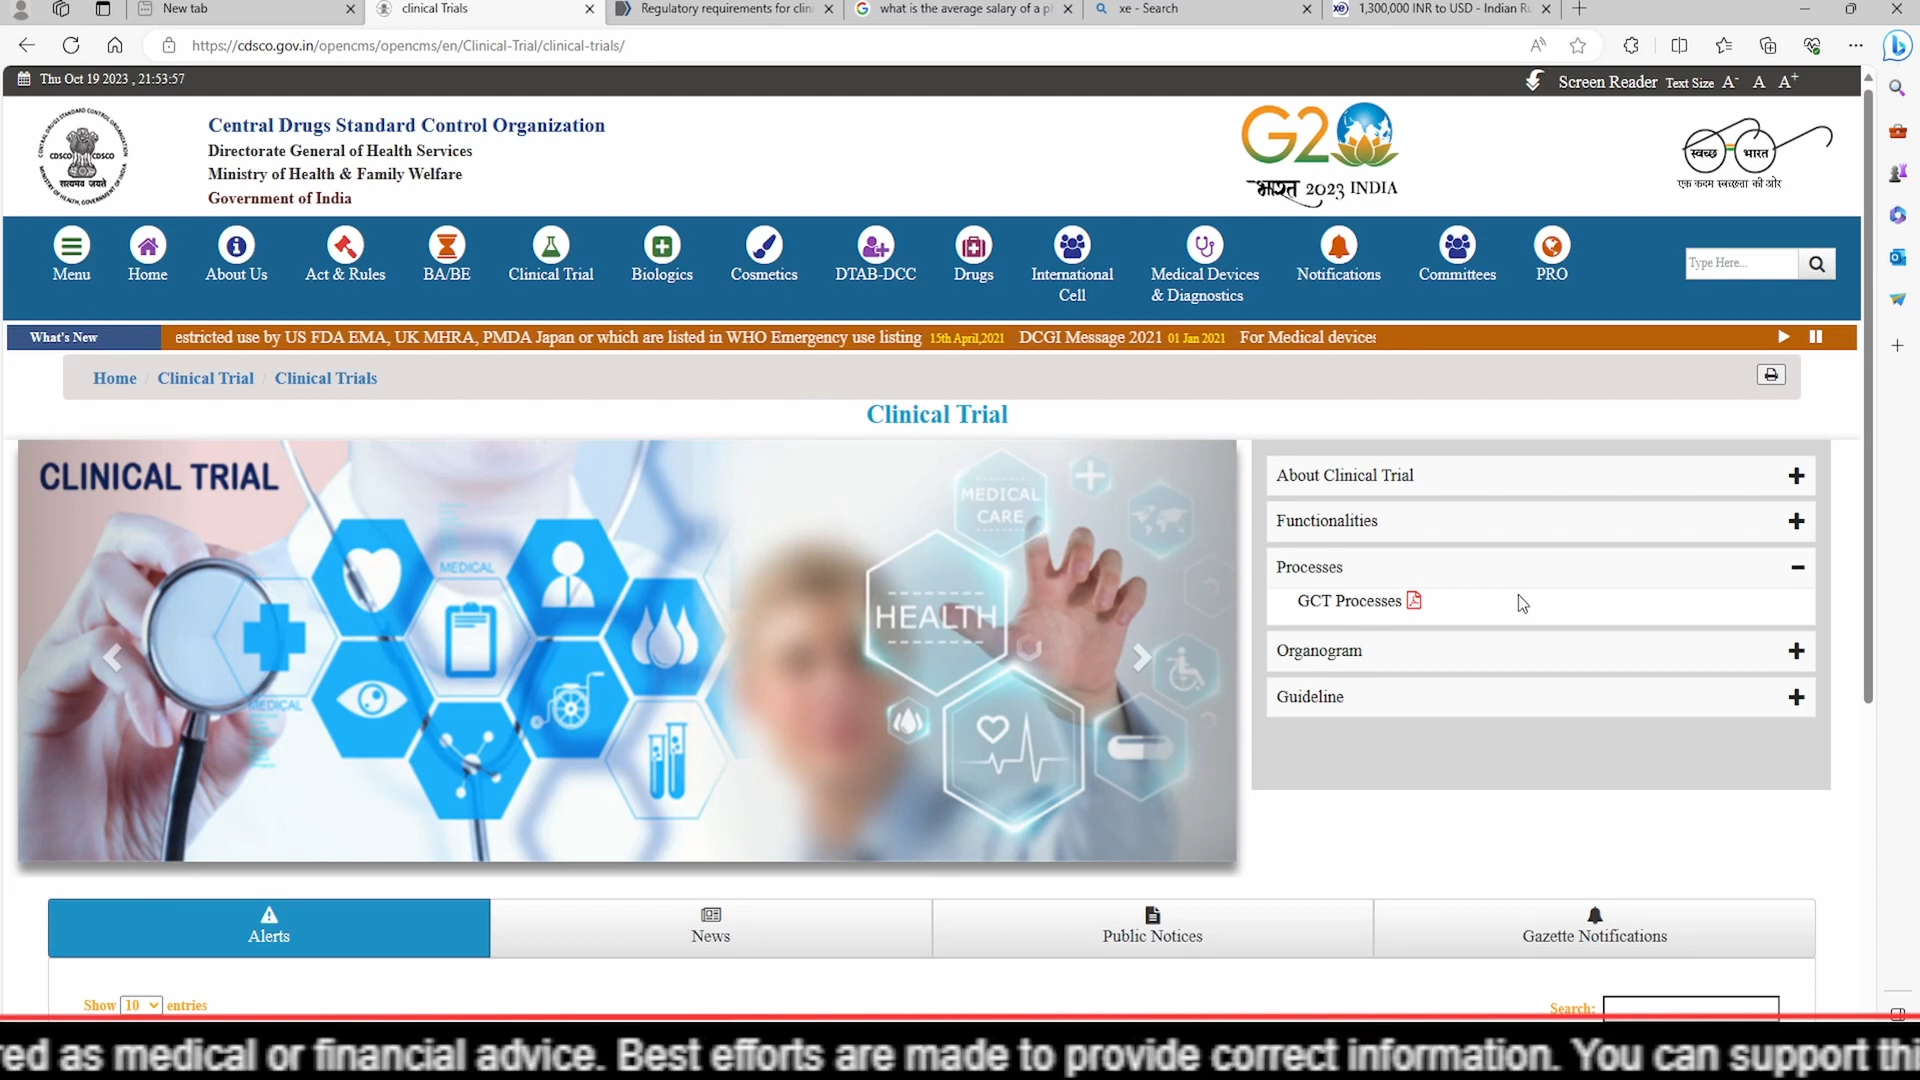 New tab
clinical Trials
Regulatory requirements for clin
what is the average salary of a p
xe - Search
1,300,000 INR to USD - Indian Ru
https://cdsco.gov.in/opencms/opencms/en/Clinical-Trial/clinical-trials/
Thu Oct 19 2023 , 21:53:57
Screen Reader Text Size A- A A+
Central Drugs Standard Control Organization
Directorate General of Health Services
Ministry of Health & Family Welfare
Government of India
CDSCO CDSCO
सत्यमेव जयते
G20
भारत 2023 INDIA
स्वच्छ भारत
एक कदम स्वच्छता की ओर
Menu
Home
About Us
Act & Rules
BA/BE
Clinical Trial
Biologics
Cosmetics
DTAB-DCC
Drugs
International
Cell
Medical Devices
& Diagnostics
Notifications
Committees
PRO
Type Here...
What's New
estricted use by US FDA EMA, UK MHRA, PMDA Japan or which are listed in WHO Emergency use listing 15th April,2021 DCGI Message 2021 01 Jan 2021 For Medical devices
Home / Clinical Trial / Clinical Trials
Clinical Trial
CLINICAL TRIAL
MEDICAL
MEDICAL
MEDICAL
CARE
HEALTH
About Clinical Trial
Functionalities
Processes
GCT Processes
Organogram
Guideline
Alerts
News
Public Notices
Gazette Notifications
Show 10 entries
Search:
red as medical or financial advice. Best efforts are made to provide correct information. You can support thi